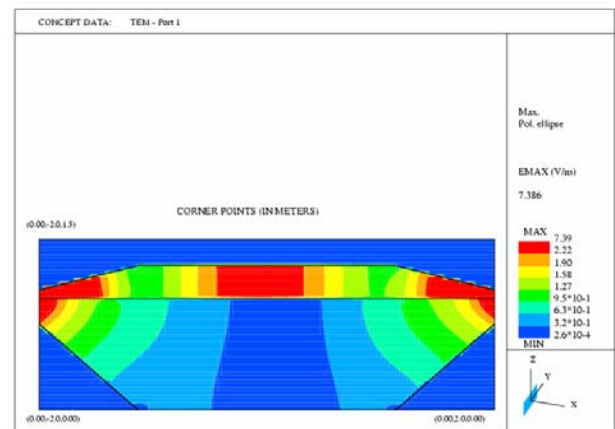 CONCEPT DATA: TEM - Part 1
Max.
Pol. ellipse
EMAX (V/m)
7.386
CORNER POINTS (IN METERS)
(0.00,-2.0,1.5)
MAX
7.39
2.22
1.90
1.58
1.27
9.5*10-1
6.3*10-1
3.2*10-1
2.6*10-4
MIN
(0.00,-2.0,0.00)
(0.00,2.0,0.00)
Z
Y
X